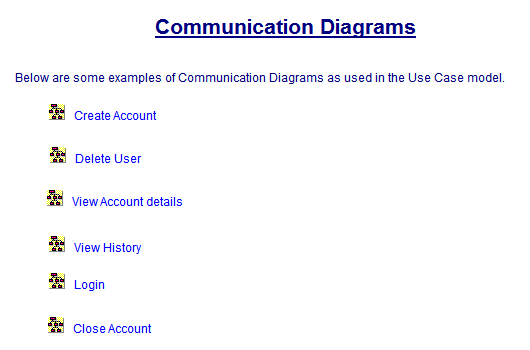 Communication Diagrams
Below are some examples of Communication Diagrams as used in the Use Case model.
Create Account
Delete User
View Account details
View History
Login
Close Account